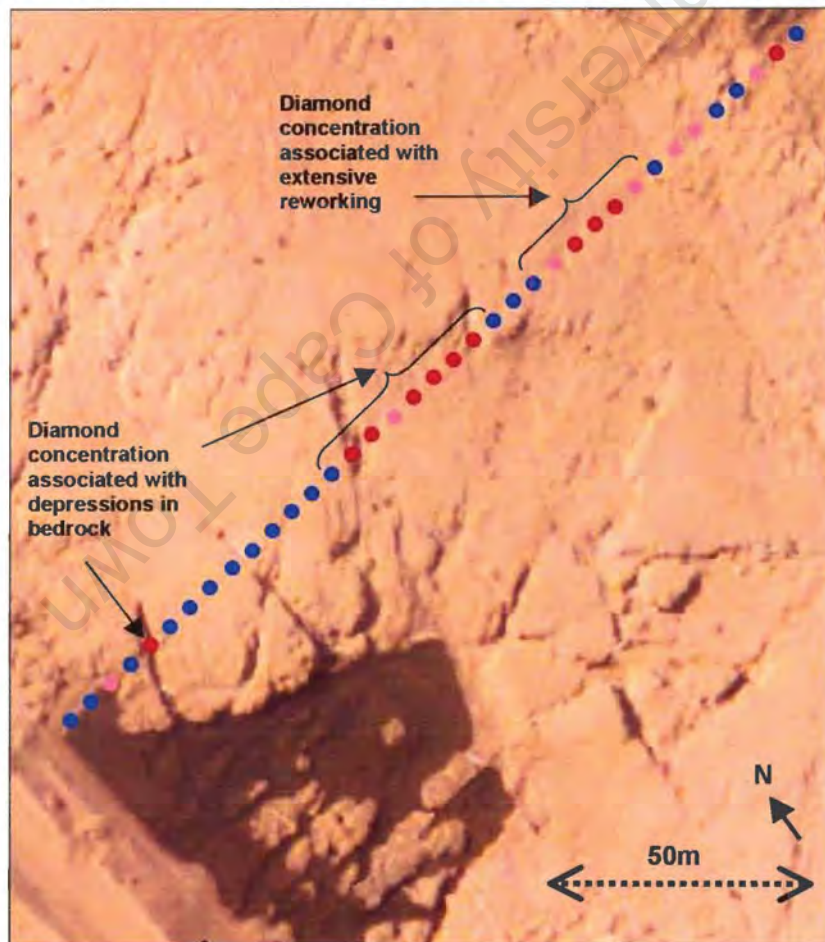 Diamond
concentration
associated with
extensive
reworking
Diamond
concentration
associated with
depressions in
bedrock
N
50m
University of Cape Town